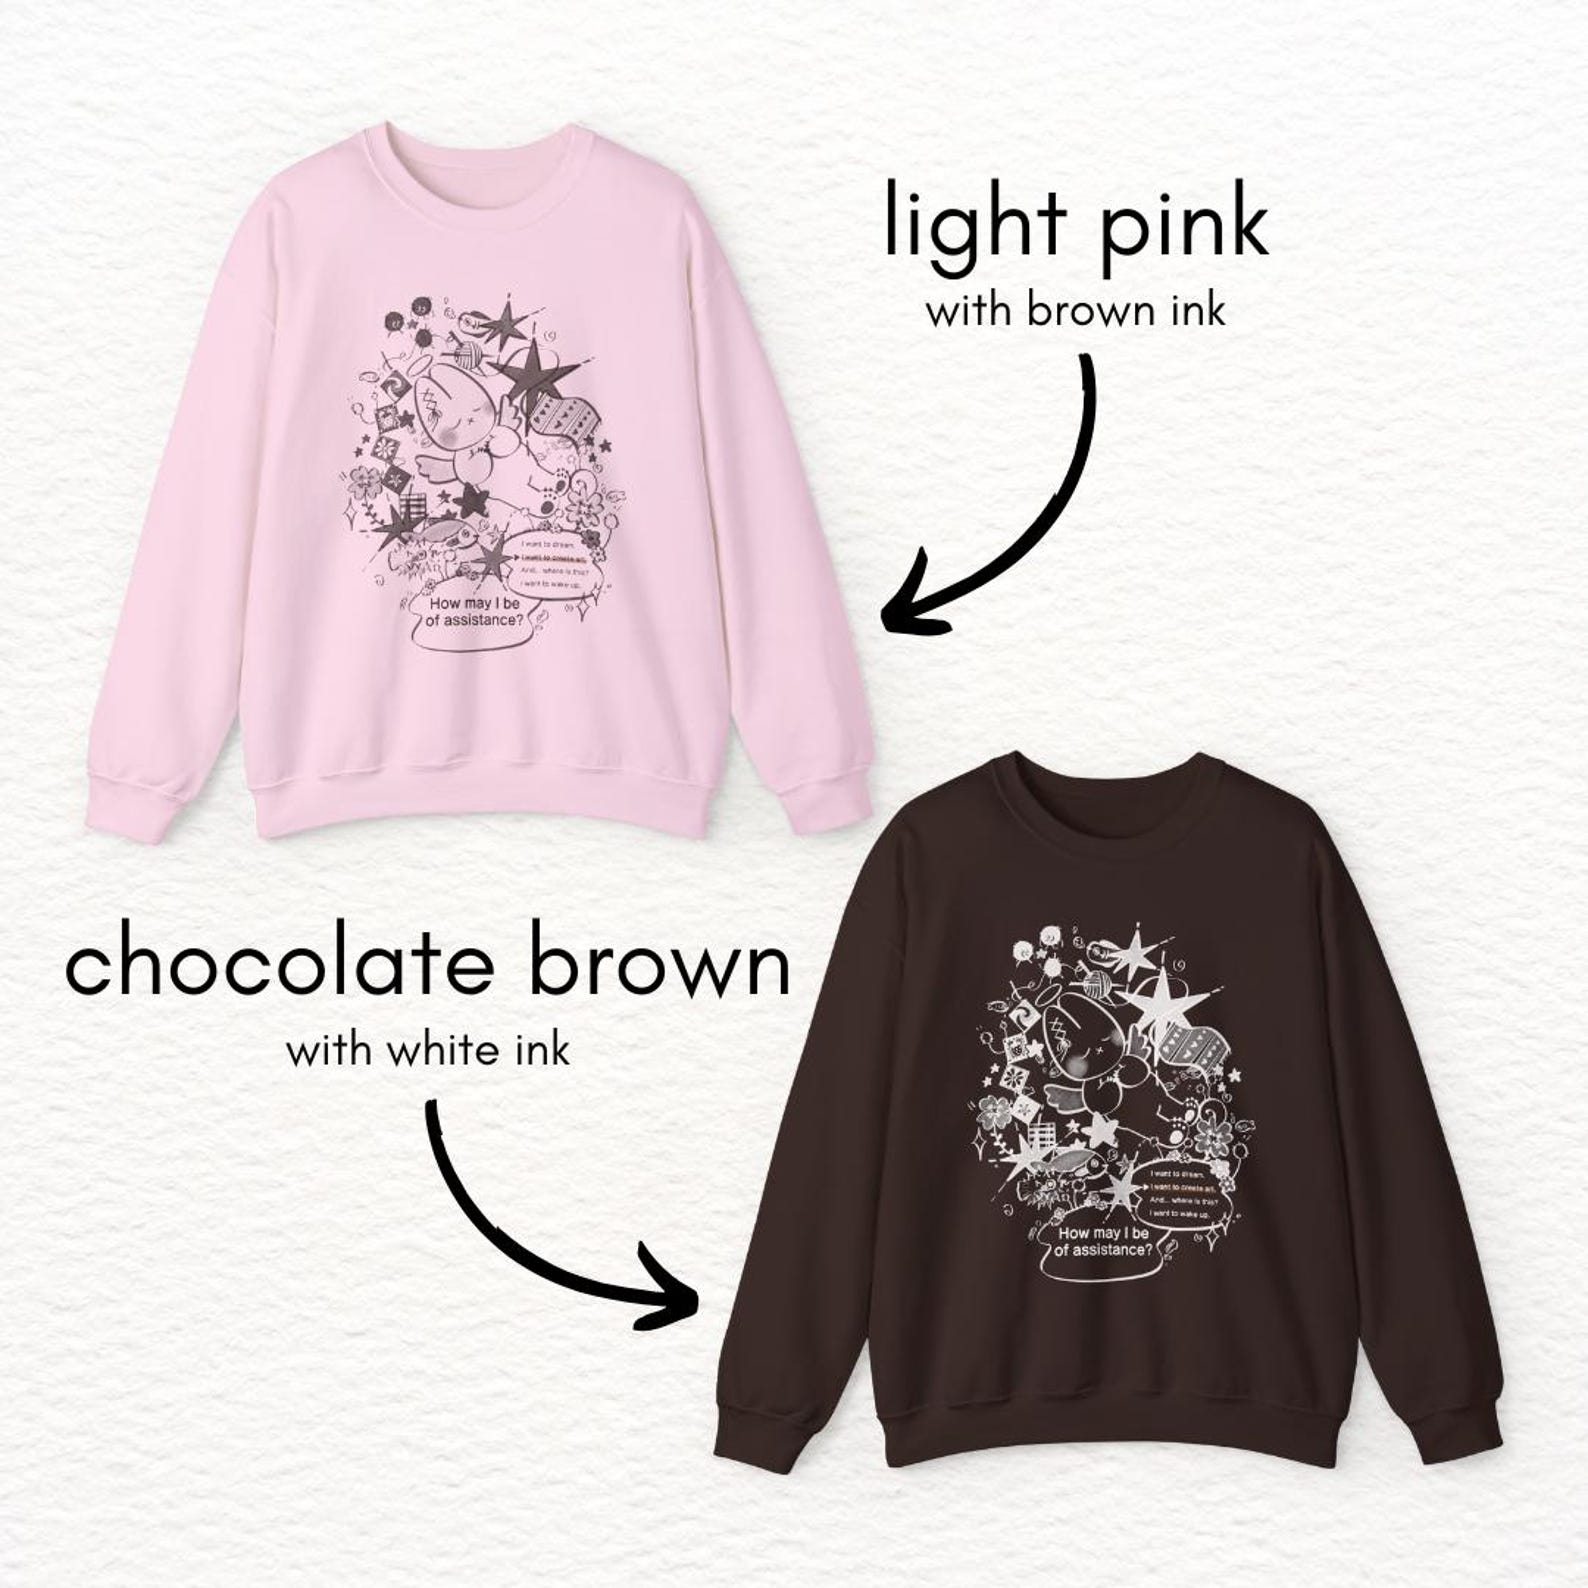 light pink
with brown ink
I want to dream.
I want to create art.
And... where is this?
I want to wake up.
How may I be
of assistance?
chocolate brown
with white ink
I want to dream.
I want to create art.
And... where is this?
I want to wake up.
How may I be
of assistance?